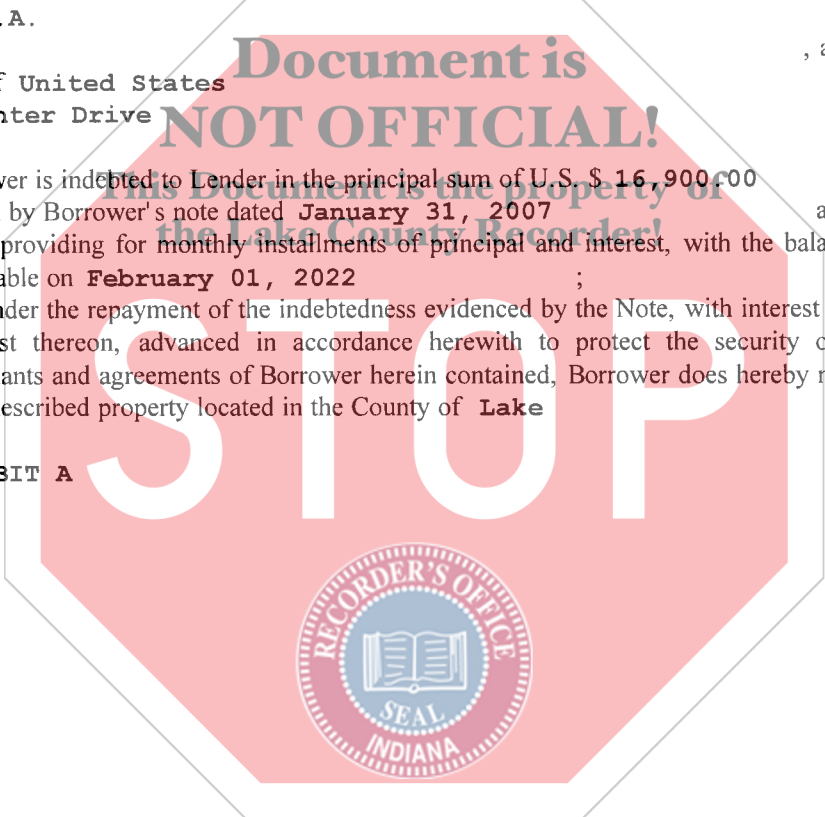 .A.
, a
f United States
Document is
nter Drive
NOT OFFICIAL!
wer is indebted to Lender in the principal sum of U.S. $ 16,900.00
This Document is the property of
by Borrower's note dated January 31, 2007 a
the Lake County Recorder!
providing for monthly installments of principal and interest, with the bala
able on February 01, 2022 ;
nder the repayment of the indebtedness evidenced by the Note, with interest
st thereon, advanced in accordance herewith to protect the security o
ants and agreements of Borrower herein contained, Borrower does hereby
escribed property located in the County of Lake
STOP
BIT A
RECORDER'S OFFICE
SEAL
INDIANA